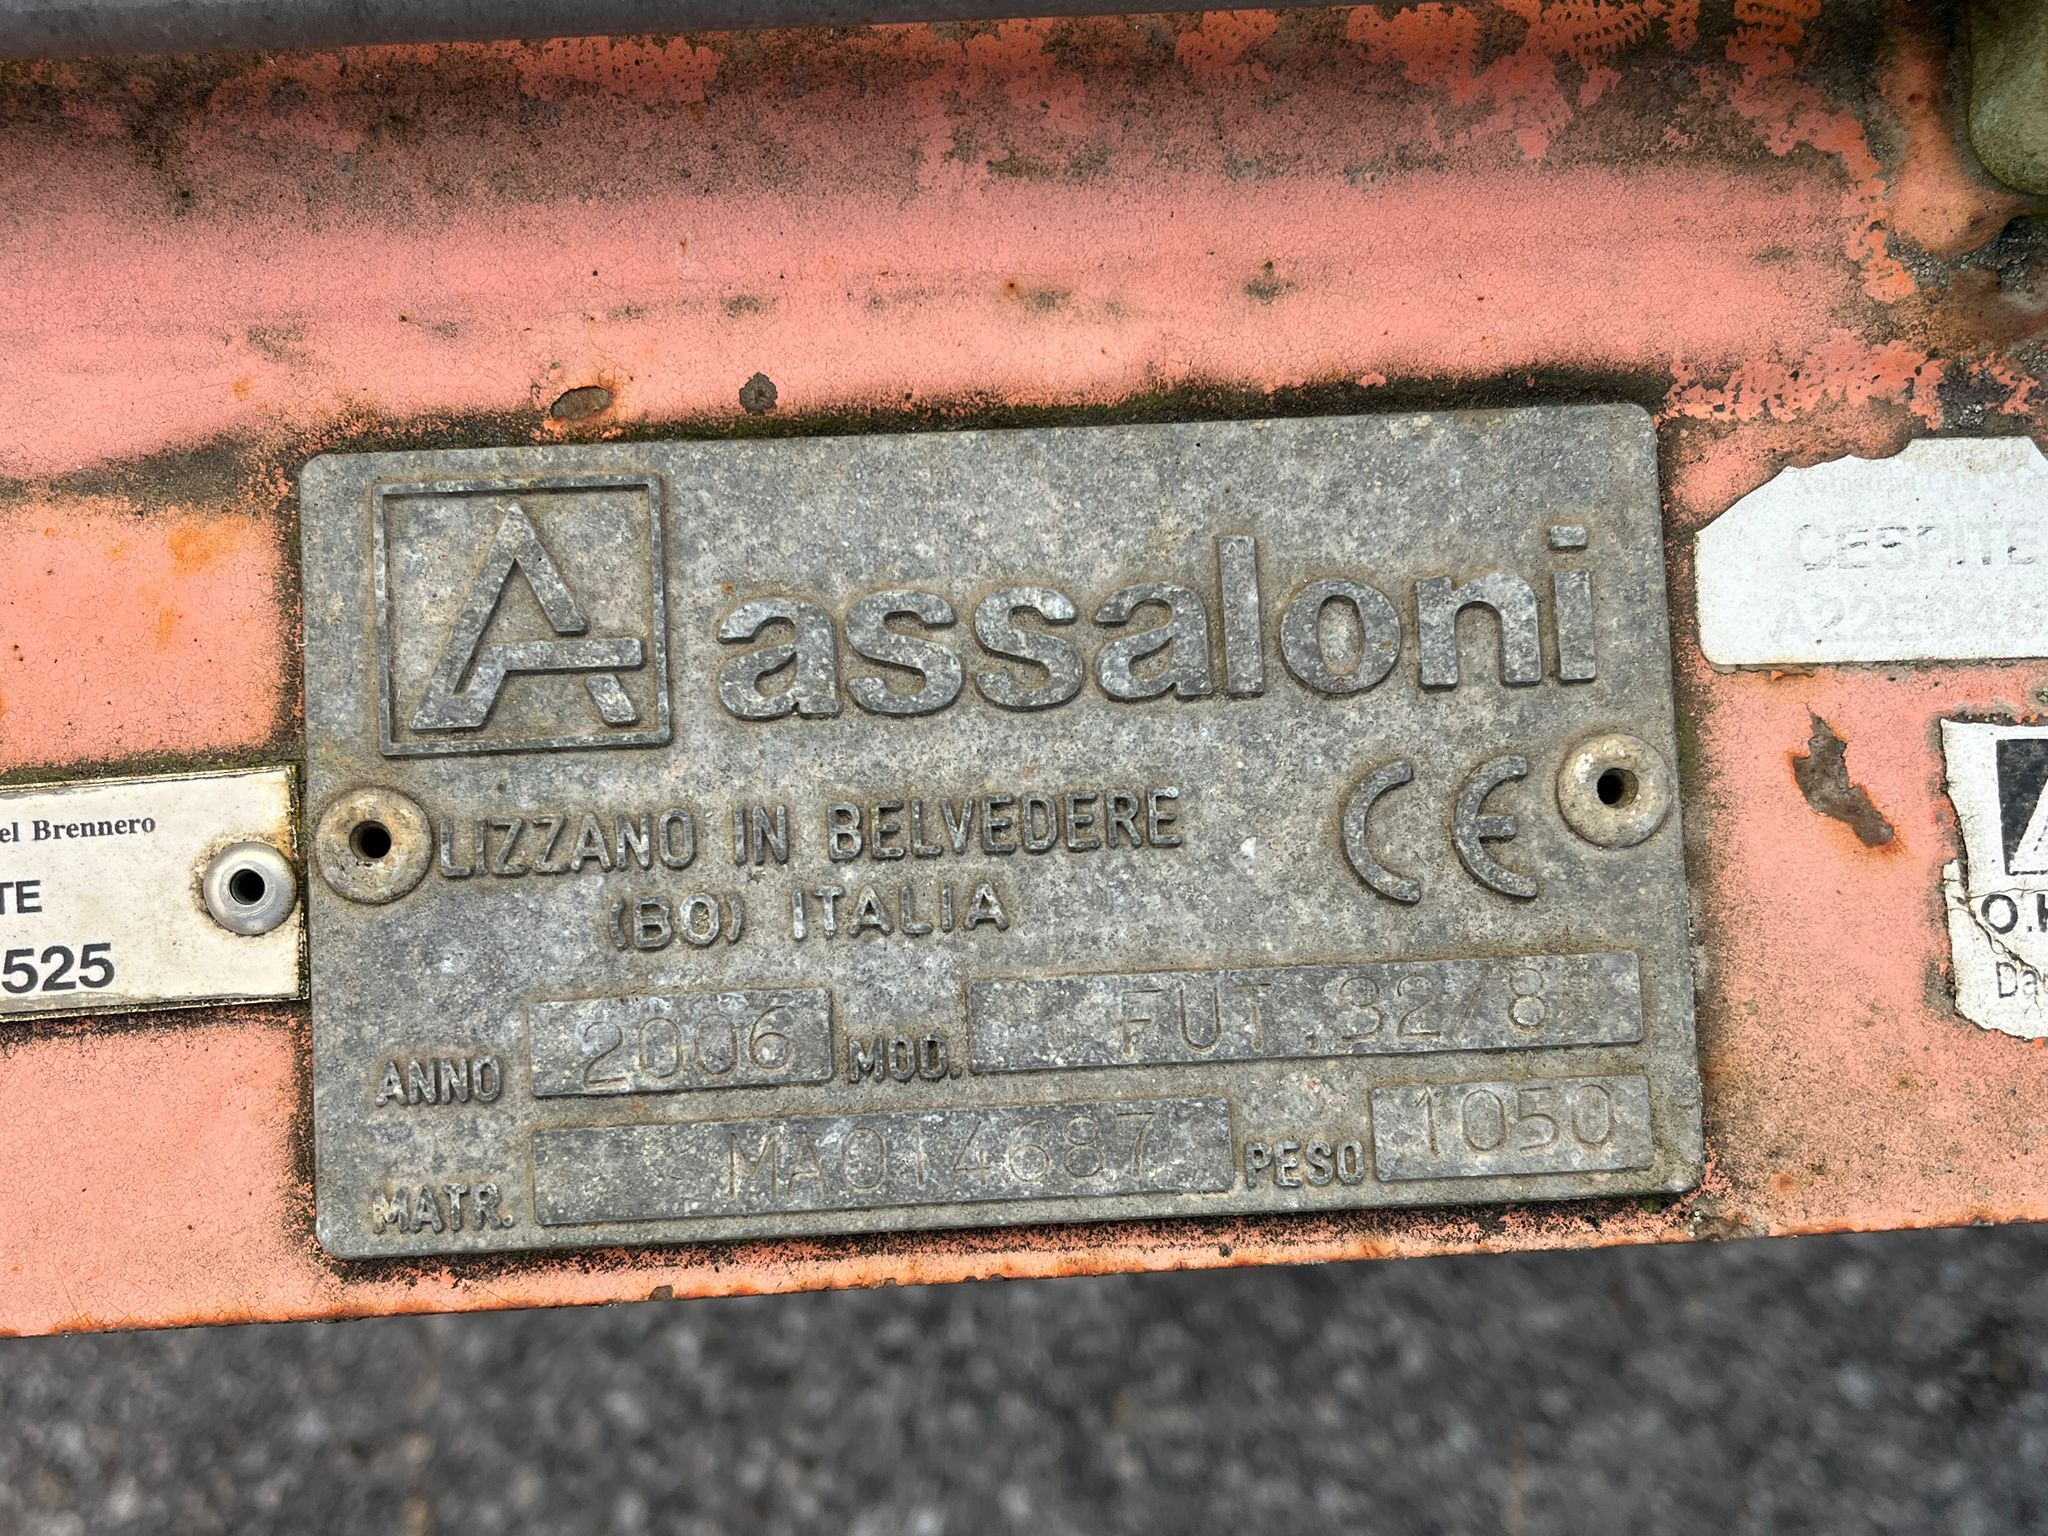 assaloni
LIZZANO IN BELVEDERE
(BO) ITALIA
CE
ANNO 2006 MOD. FUT.32/8
MATR. MA014687 PESO 1050
el Brennero
TE
525
CESPITE
O.